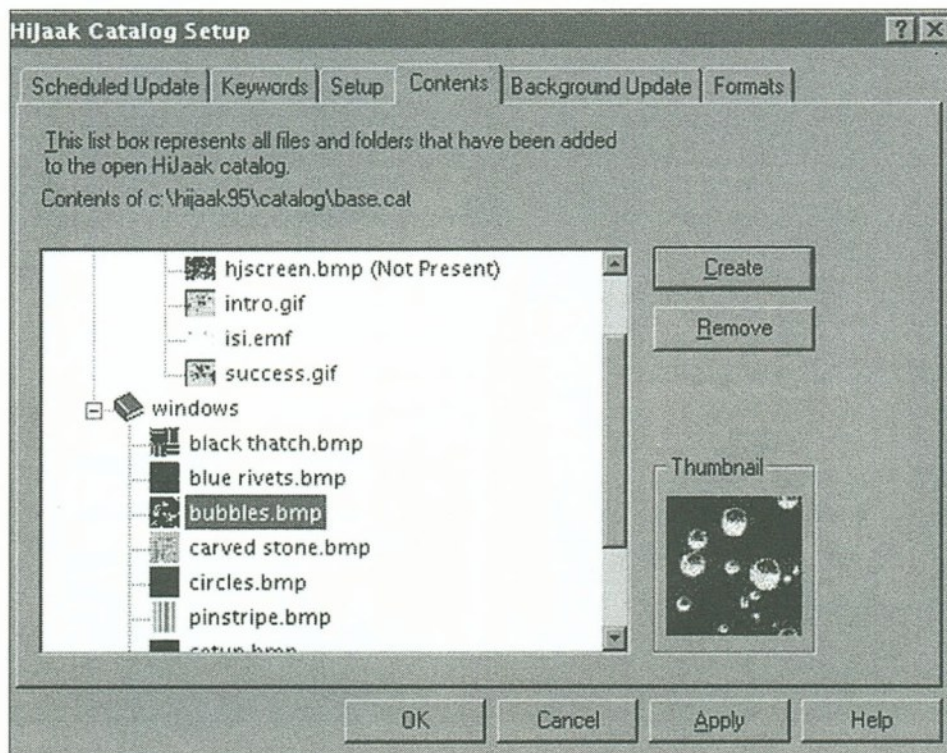 HiJaak Catalog Setup
? X
Scheduled Update Keywords Setup Contents Background Update Formats
This list box represents all files and folders that have been added
to the open HiJaak catalog.
Contents of c:\hijaak95\catalog\base.cat
hjscreen.bmp (Not Present)
intro.gif
isi.emf
success.gif
windows
black thatch.bmp
blue rivets.bmp
bubbles.bmp
carved stone.bmp
circles.bmp
pinstripe.bmp
setup.bmp
Create
Remove
Thumbnail
OK Cancel Apply Help